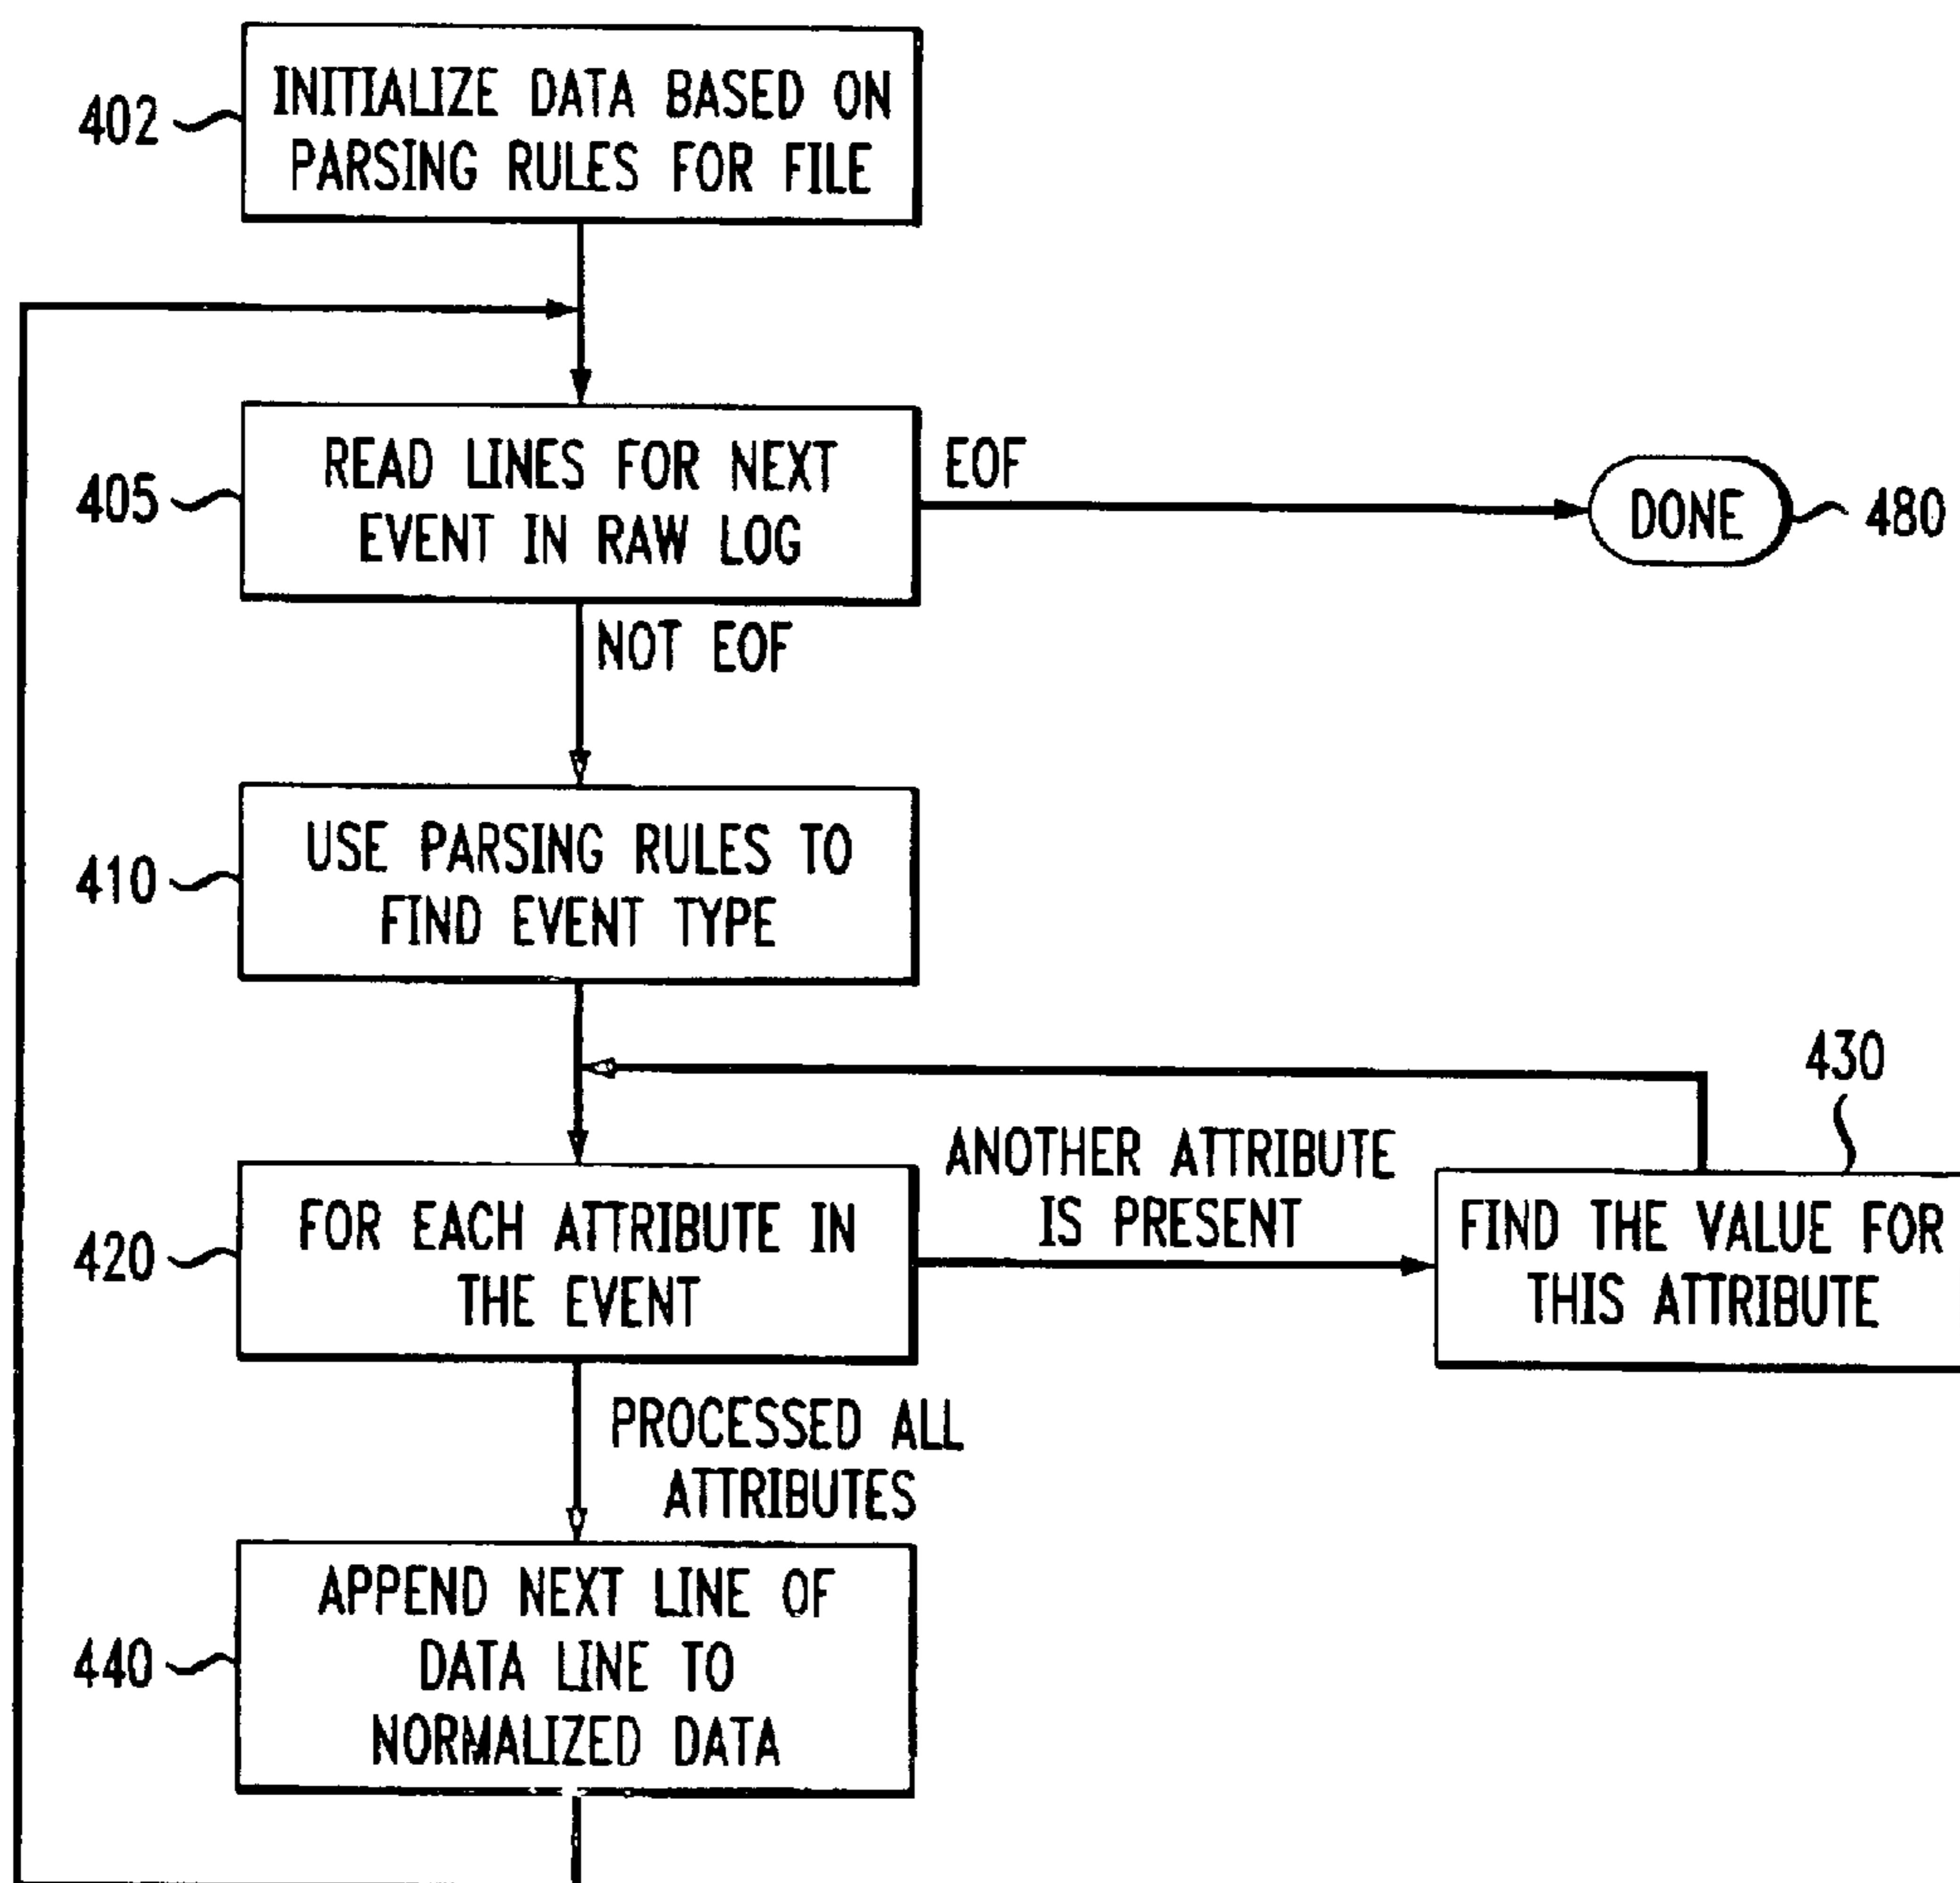 402
INITIALIZE DATA BASED ON
PARSING RULES FOR FILE
405
READ LINES FOR NEXT
EVENT IN RAW LOG
EOF
DONE
480
NOT EOF
410
USE PARSING RULES TO
FIND EVENT TYPE
420
FOR EACH ATTRIBUTE IN
THE EVENT
ANOTHER ATTRIBUTE
IS PRESENT
430
FIND THE VALUE FOR
THIS ATTRIBUTE
PROCESSED ALL
ATTRIBUTES
440
APPEND NEXT LINE OF
DATA LINE TO
NORMALIZED DATA